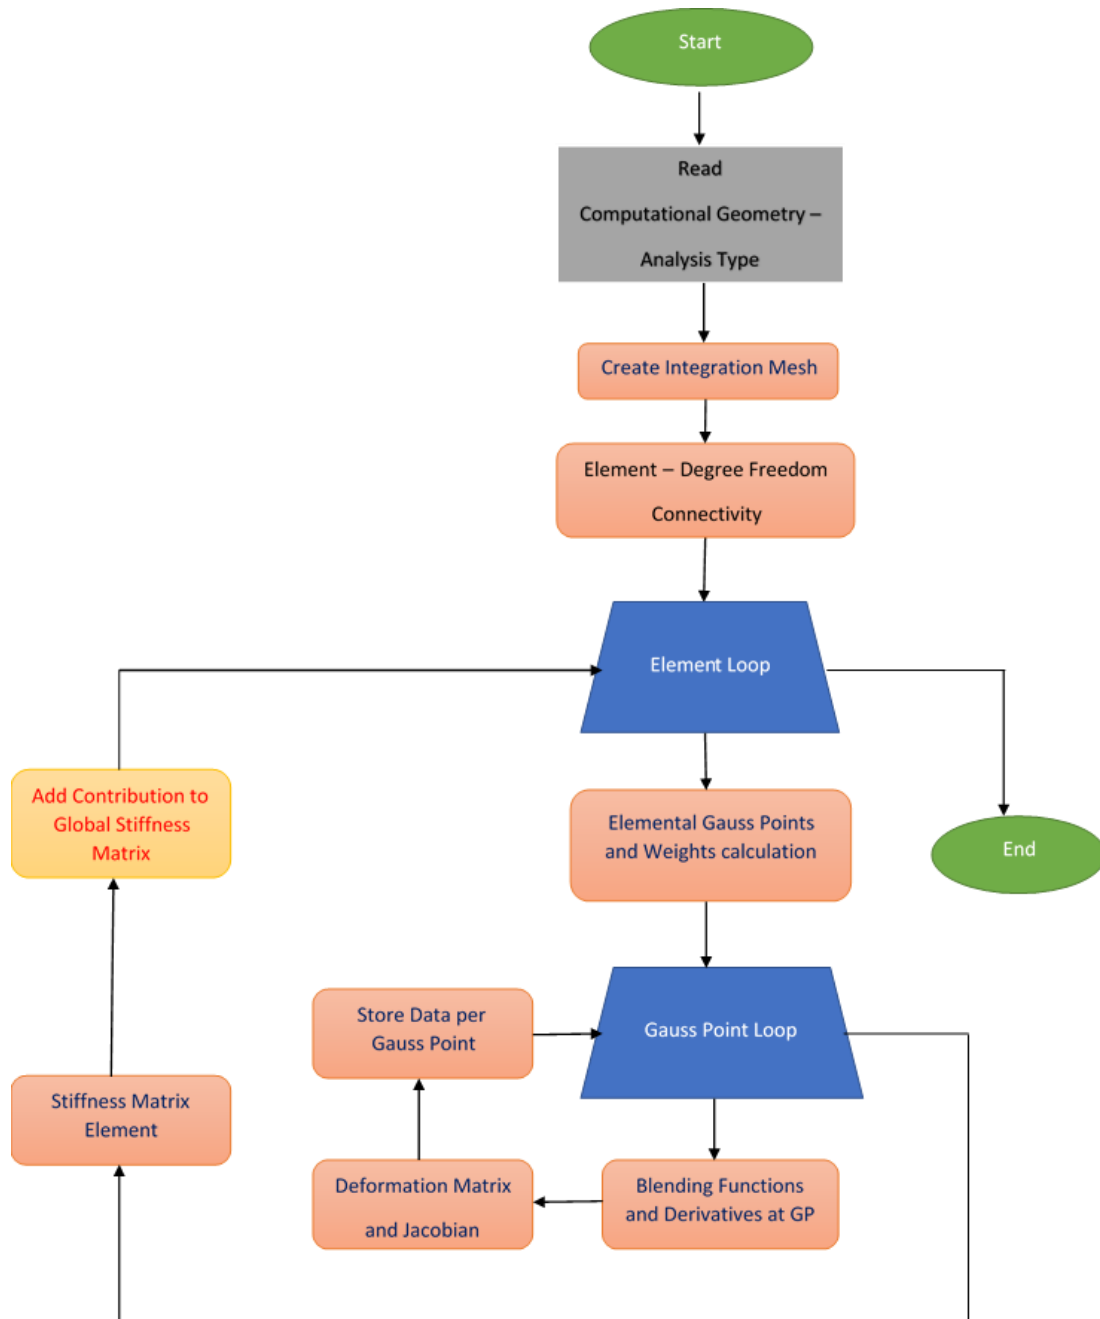 Start
Read
Computational Geometry –
Analysis Type
Create Integration Mesh
Element – Degree Freedom
Connectivity
Element Loop
Add Contribution to
Global Stiffness
Matrix
Elemental Gauss Points
and Weights calculation
End
Store Data per
Gauss Point
Gauss Point Loop
Stiffness Matrix
Element
Deformation Matrix
and Jacobian
Blending Functions
and Derivatives at GP